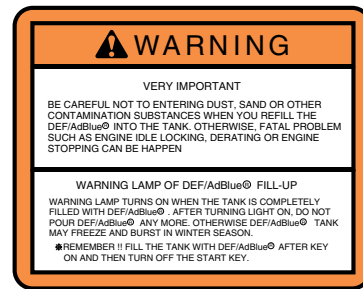 WARNING
VERY IMPORTANT
BE CAREFUL NOT TO ENTERING DUST, SAND OR OTHER
CONTAMINATION SUBSTANCES WHEN YOU REFILL THE
DEF/AdBlue® INTO THE TANK. OTHERWISE, FATAL PROBLEM
SUCH AS ENGINE IDLE LOCKING, DERATING OR ENGINE
STOPPING CAN BE HAPPEN
WARNING LAMP OF DEF/AdBlue® FILL-UP
WARNING LAMP TURNS ON WHEN THE TANK IS COMPLETELY
FILLED WITH DEF/AdBlue® . AFTER TURNING LIGHT ON, DO NOT
POUR DEF/AdBlue® ANY MORE. OTHERWISE DEF/AdBlue® TANK
MAY FREEZE AND BURST IN WINTER SEASON.
※REMEMBER !! FILL THE TANK WITH DEF/AdBlue® AFTER KEY
ON AND THEN TURN OFF THE START KEY.